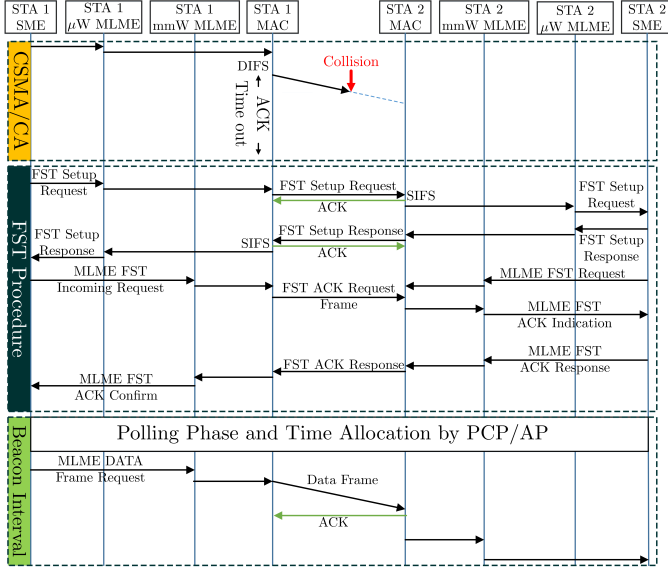 STA 1
SME
STA 1
μW MLME
STA 1
mmW MLME
STA 1
MAC
STA 2
MAC
STA 2
mmW MLME
STA 2
μW MLME
STA 2
SME
CSMA/CA
DIFS
ACK
Time out
Collision
FST Procedure
FST Setup
Request
FST Setup Request
ACK
SIFS
FST Setup
Request
FST Setup
Response
SIFS
FST Setup Response
ACK
FST Setup
Response
MLME FST
Incoming Request
FST ACK Request
Frame
MLME FST Request
MLME FST
ACK Indication
MLME FST
ACK Response
FST ACK Response
MLME FST
ACK Confirm
Beacon Interval
Polling Phase and Time Allocation by PCP/AP
MLME DATA
Frame Request
Data Frame
ACK